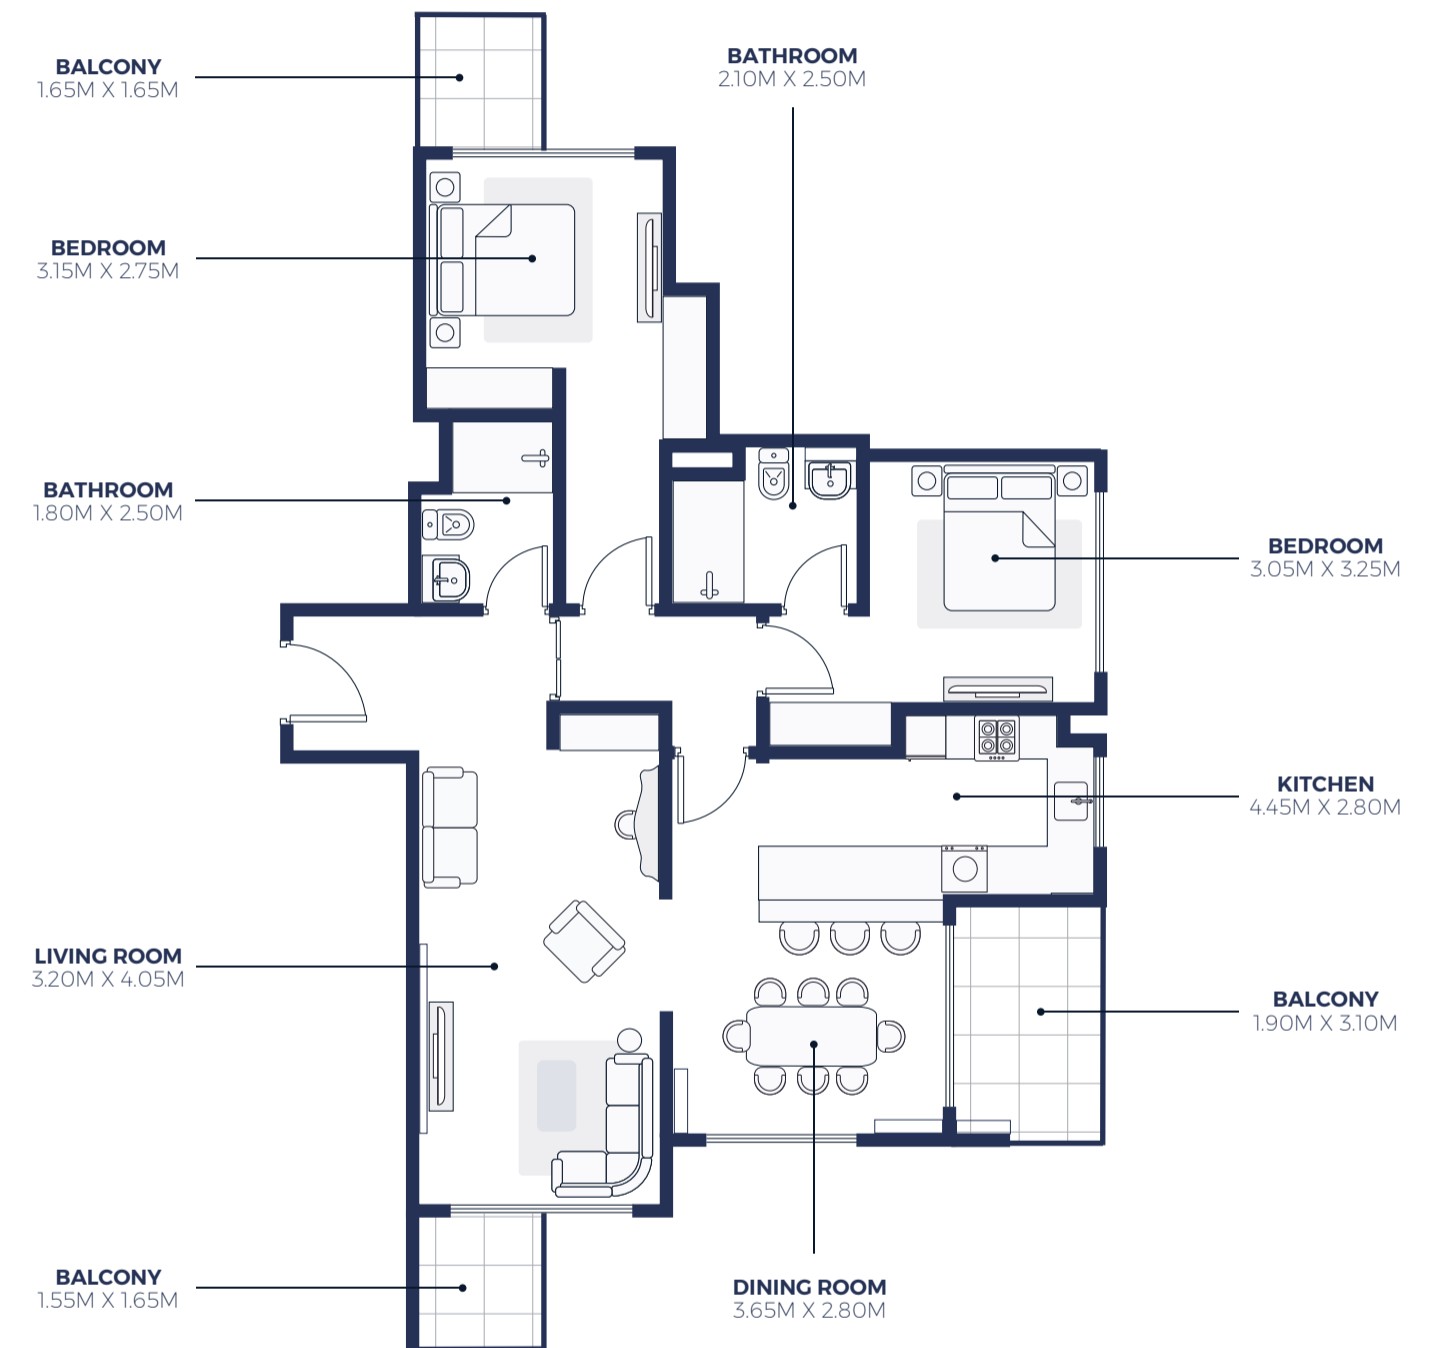 BALCONY
1.65M X 1.65M
BATHROOM
2.10M X 2.50M
BEDROOM
3.15M X 2.75M
BATHROOM
1.80M X 2.50M
BEDROOM
3.05M X 3.25M
KITCHEN
4.45M X 2.80M
LIVING ROOM
3.20M X 4.05M
BALCONY
1.90M X 3.10M
BALCONY
1.55M X 1.65M
DINING ROOM
3.65M X 2.80M